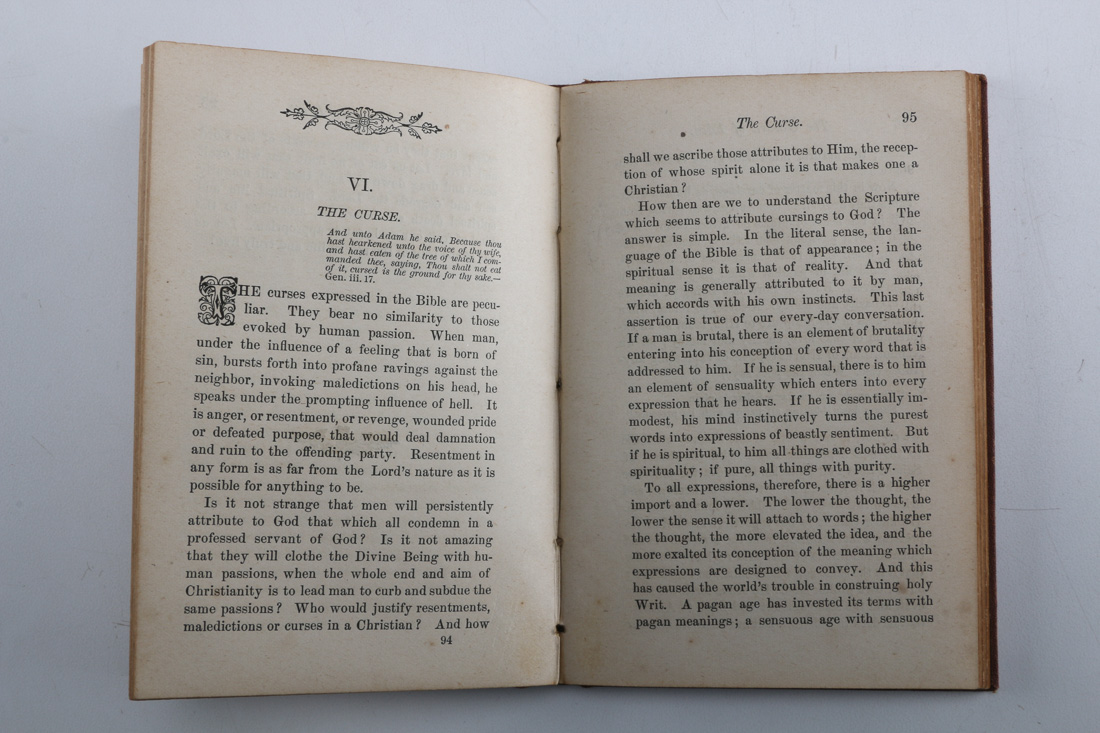 VI.
THE CURSE.
And unto Adam he said, Because thou
hast hearkened unto the voice of thy wife,
and hast eaten of the tree of which I com-
manded thee, saying, Thou shalt not eat
of it, cursed is the ground for thy sake.—
Gen. iii. 17.
THE curses expressed in the Bible are pecu-
liar. They bear no similarity to those
evoked by human passion. When man,
under the influence of a feeling that is born of
sin, bursts forth into profane ravings against the
neighbor, invoking maledictions on his head, he
speaks under the prompting influence of hell. It
is anger, or resentment, or revenge, wounded pride
or defeated purpose, that would deal damnation
and ruin to the offending party. Resentment in
any form is as far from the Lord's nature as it is
possible for anything to be.
Is it not strange that men will persistently
attribute to God that which all condemn in a
professed servant of God? Is it not amazing
that they will clothe the Divine Being with hu-
man passions, when the whole end and aim of
Christianity is to lead man to curb and subdue the
same passions? Who would justify resentments,
maledictions or curses in a Christian? And how
94
The Curse. 95
shall we ascribe those attributes to Him, the recep-
tion of whose spirit alone it is that makes one a
Christian?
How then are we to understand the Scripture
which seems to attribute cursings to God? The
answer is simple. In the literal sense, the lan-
guage of the Bible is that of appearance; in the
spiritual sense it is that of reality. And that
meaning is generally attributed to it by man,
which accords with his own instincts. This last
assertion is true of our every-day conversation.
If a man is brutal, there is an element of brutality
entering into his conception of every word that is
addressed to him. If he is sensual, there is to him
an element of sensuality which enters into every
expression that he hears. If he is essentially im-
modest, his mind instinctively turns the purest
words into expressions of beastly sentiment. But
if he is spiritual, to him all things are clothed with
spirituality; if pure, all things with purity.
To all expressions, therefore, there is a higher
import and a lower. The lower the thought, the
lower the sense it will attach to words; the higher
the thought, the more elevated the idea, and the
more exalted its conception of the meaning which
expressions are designed to convey. And this
has caused the world's trouble in construing holy
Writ. A pagan age has invested its terms with
pagan meanings; a sensuous age with sensuous